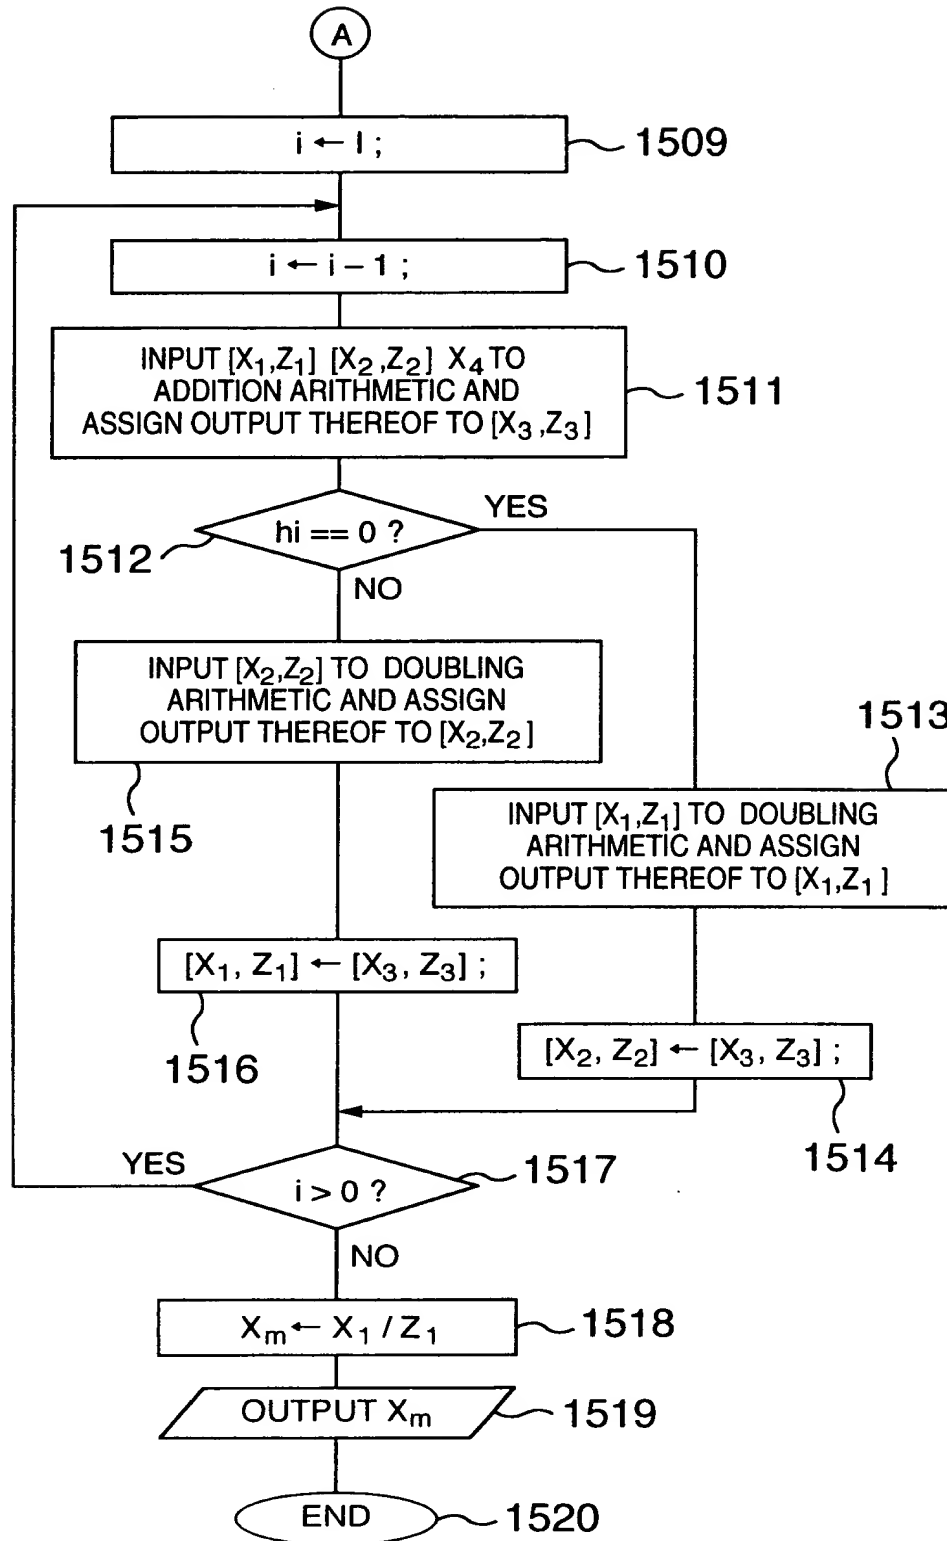 A
i ← l ;
1509
i ← i – 1 ;
1510
INPUT [X₁,Z₁] [X₂,Z₂] X₄ TO
ADDITION ARITHMETIC AND
ASSIGN OUTPUT THEREOF TO [X₃,Z₃]
1511
hi == 0 ?
YES
1512
NO
INPUT [X₂,Z₂] TO DOUBLING
ARITHMETIC AND ASSIGN
OUTPUT THEREOF TO [X₂,Z₂]
1515
1513
INPUT [X₁,Z₁] TO DOUBLING
ARITHMETIC AND ASSIGN
OUTPUT THEREOF TO [X₁,Z₁]
[X₁, Z₁] ← [X₃, Z₃] ;
1516
[X₂, Z₂] ← [X₃, Z₃] ;
1514
YES
i > 0 ?
1517
NO
Xₘ ← X₁ / Z₁
1518
OUTPUT Xₘ
1519
END
1520